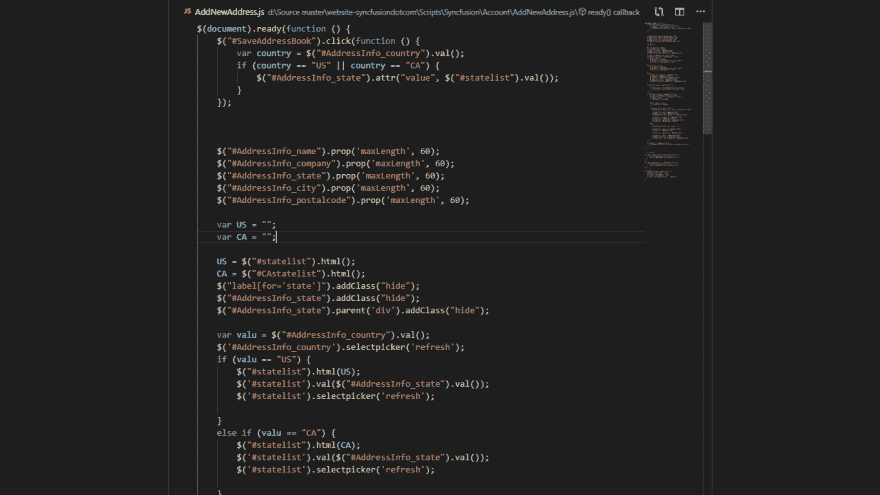 JS AddNewAddress.js d:\Source master\website-syncfusiondotcom\Scripts\Syncfusion\Account\AddNewAddress.js\ ready() callback
$(document).ready(function () {
$("#SaveAddressBook").click(function () {
var country = $("#AddressInfo_country").val();
if (country == "US" || country == "CA") {
$("#AddressInfo_state").attr("value", $("#statelist").val());
}
});
$("#AddressInfo_name").prop('maxLength', 60);
$("#AddressInfo_company").prop('maxLength', 60);
$("#AddressInfo_state").prop('maxLength', 60);
$("#AddressInfo_city").prop('maxLength', 60);
$("#AddressInfo_postalcode").prop('maxLength', 60);
var US = "";
var CA = "";
US = $("#statelist").html();
CA = $("#CAstatelist").html();
$("label[for='state']").addClass("hide");
$("#AddressInfo_state").addClass("hide");
$("#AddressInfo_state").parent('div').addClass("hide");
var valu = $("#AddressInfo_country").val();
$('#AddressInfo_country').selectpicker('refresh');
if (valu == "US") {
$("#statelist").html(US);
$('#statelist').val($("#AddressInfo_state").val());
$('#statelist').selectpicker('refresh');
}
else if (valu == "CA") {
$("#statelist").html(CA);
$('#statelist').val($("#AddressInfo_state").val());
$('#statelist').selectpicker('refresh');
}